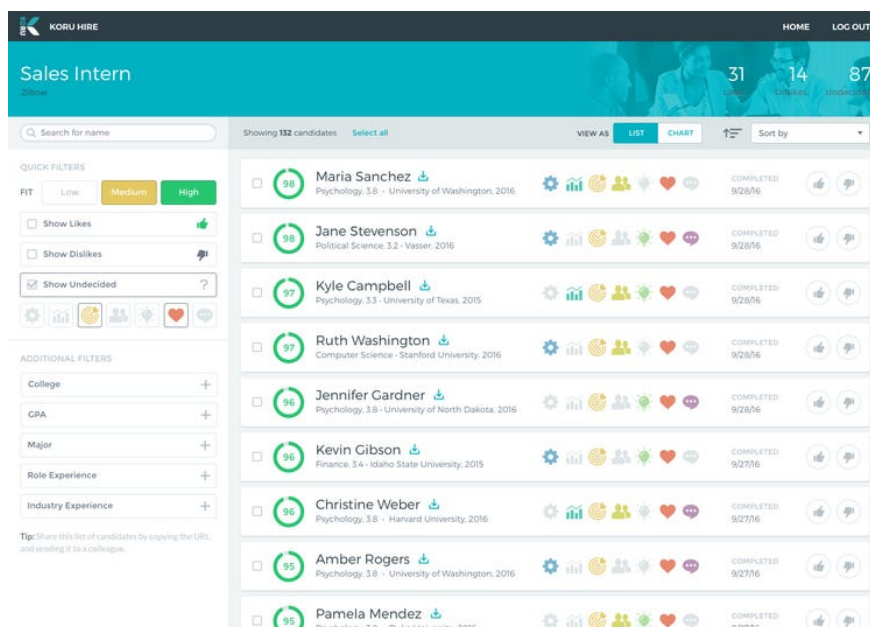 KORU HIRE
HOME
LOG OUT
Sales Intern
Zillow
31
14
87
Likes
Dislikes
Undecided
Search for name
Showing 132 candidates
Select all
VIEW AS
LIST
CHART
Sort by
QUICK FILTERS
FIT
Low
Medium
High
Show Likes
Show Dislikes
Show Undecided
?
ADDITIONAL FILTERS
College
GPA
Major
Role Experience
Industry Experience
Tip: Share this list of candidates by copying the URL
and sending it to a colleague.
98
Maria Sanchez
Psychology, 3.8 - University of Washington, 2016
COMPLETED
9/28/16
98
Jane Stevenson
Political Science, 3.2 - Vasser, 2016
COMPLETED
9/28/16
97
Kyle Campbell
Psychology, 3.3 - University of Texas, 2015
COMPLETED
9/28/16
97
Ruth Washington
Computer Science - Stanford University, 2016
COMPLETED
9/28/16
96
Jennifer Gardner
Psychology, 3.8 - University of North Dakota, 2016
COMPLETED
9/28/16
96
Kevin Gibson
Finance, 3.4 - Idaho State University, 2015
COMPLETED
9/27/16
96
Christine Weber
Psychology, 3.8 - Harvard University, 2016
COMPLETED
9/27/16
95
Amber Rogers
Psychology, 3.8 - University of Washington, 2016
COMPLETED
9/27/16
95
Pamela Mendez
COMPLETED